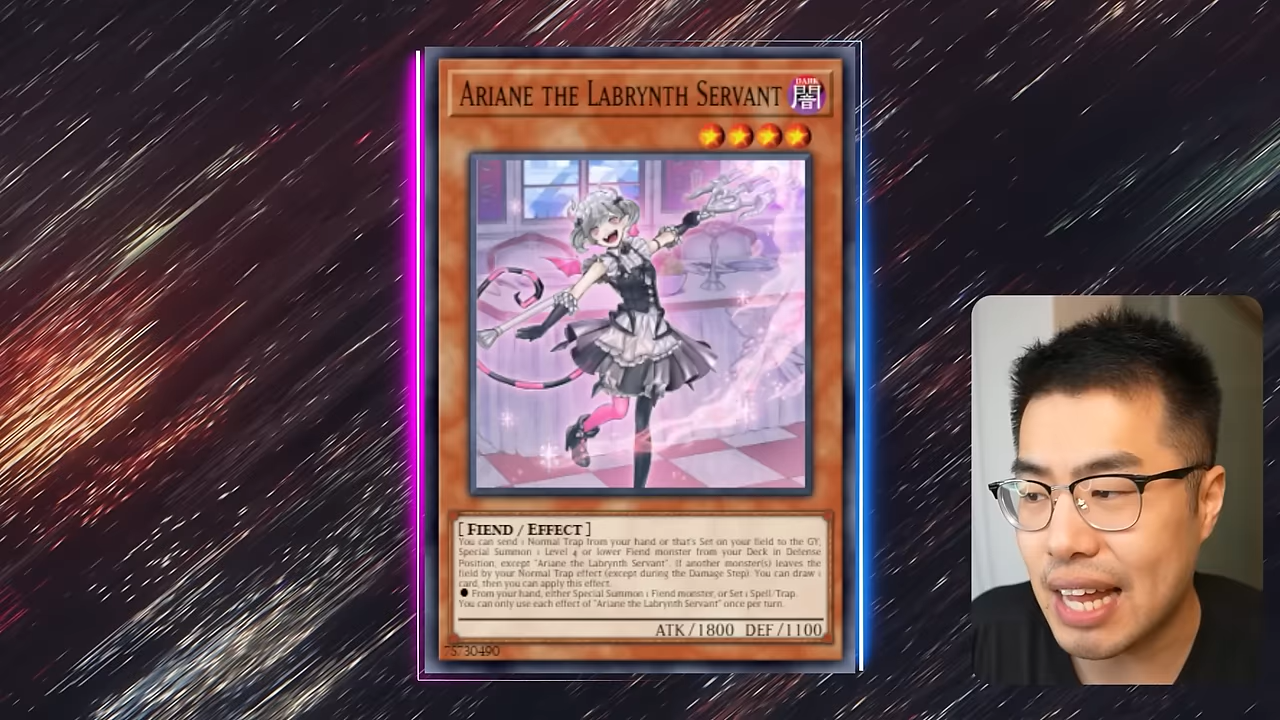 ARIANE THE LABRYNTH SERVANT
DARK
闇
[ FIEND / EFFECT ]
You can send 1 Normal Trap from your hand or that's Set on your field to the GY,
Special Summon 1 Level 4 or lower Fiend monster from your Deck in Defense
Position, except "Ariane the Labrynth Servant". If another monster(s) leaves the
field by your Normal Trap effect (except during the Damage Step). You can draw 1
card, then you can apply this effect.
● From your hand, either Special Summon 1 Fiend monster, or Set 1 Spell/Trap.
You can only use each effect of "Ariane the Labrynth Servant" once per turn.
ATK/1800 DEF/1100
75730490